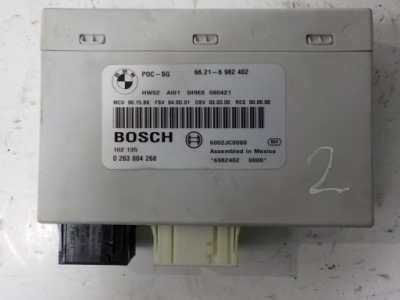 BMW
PDC-SG 66.21-6 982 402
HW02 AI01 DI9E0 080421
MCV 00.15.88 FSV 04.00.01 OSV 03.03.00 RES 00.00.00
BOSCH
6002JC0000
102 135
Assembled in Mexico
0 263 004 268
*6982402 0000*
2